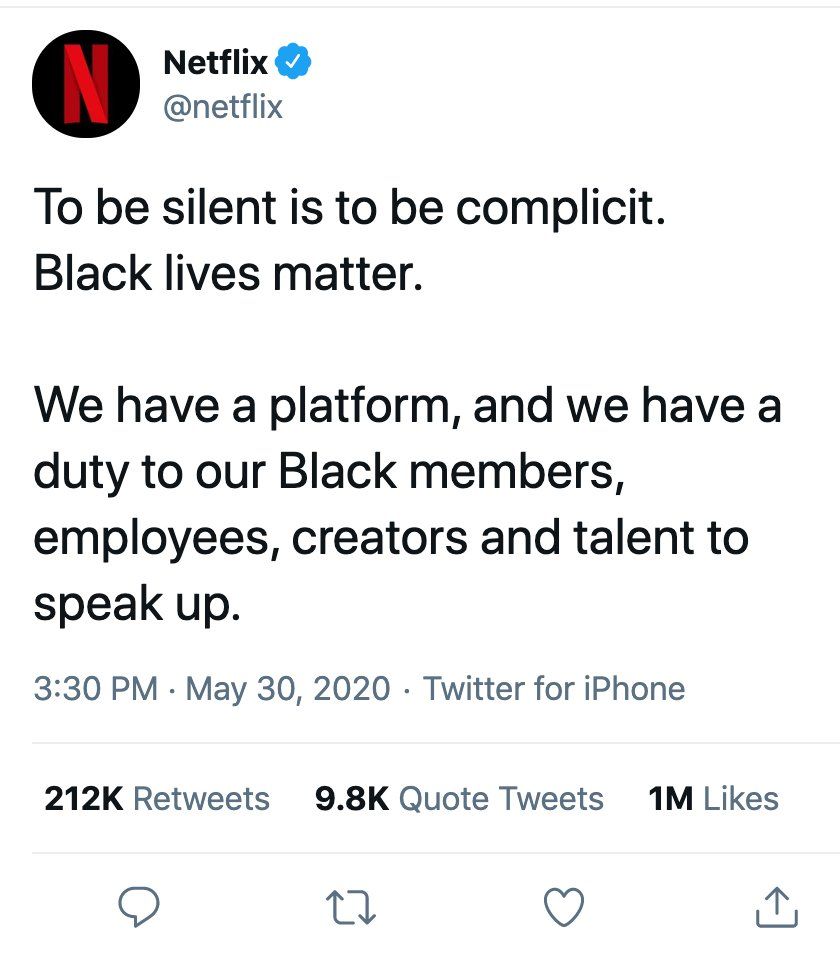 Netflix
@netflix
To be silent is to be complicit.
Black lives matter.
We have a platform, and we have a
duty to our Black members,
employees, creators and talent to
speak up.
3:30 PM · May 30, 2020 · Twitter for iPhone
212K Retweets 9.8K Quote Tweets 1M Likes